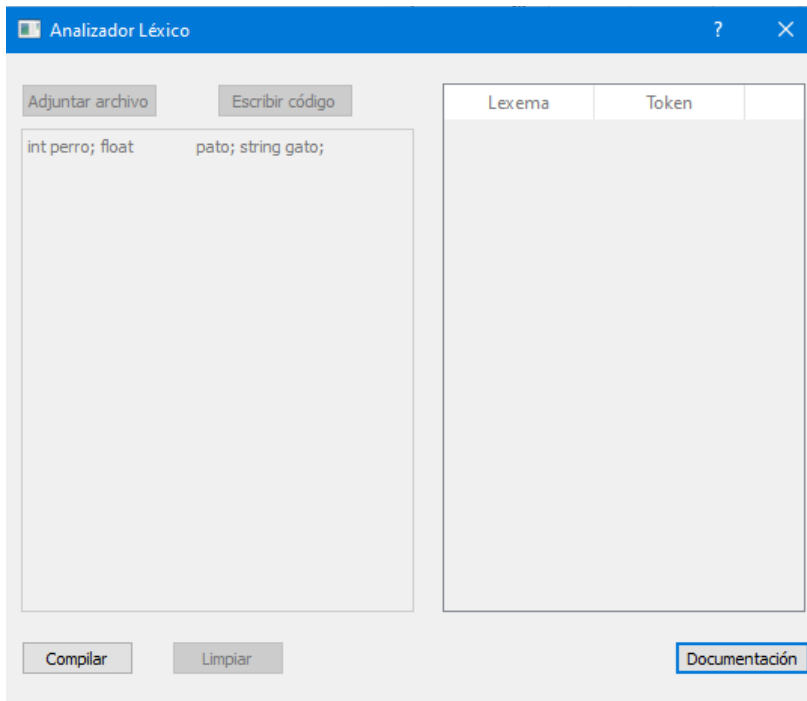 Analizador Léxico
?
Adjuntar archivo
Escribir código
Lexema
Token
int perro; float pato; string gato;
Compilar
Limpiar
Documentación